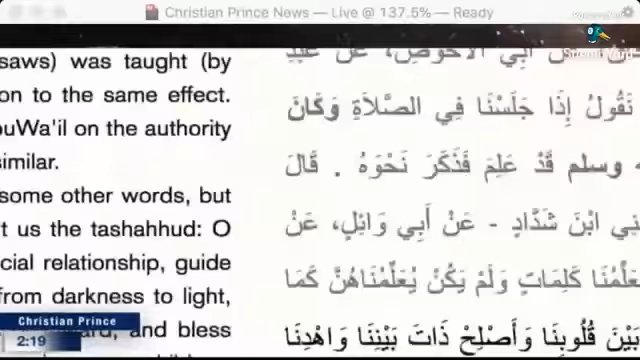 Christian Prince News — Live @ 137.5% — Ready
saws) was taught (by
on to the same effect.
uWa'il on the authority
similar.
some other words, but
t us the tashahhud: O
cial relationship, guide
from darkness to light,
and bless
أَبِي الأَحْوَصِ، عَنْ عَبْدِ
نَقُولُ إِذَا جَلَسْنَا فِي الصَّلاَةِ وَكَانَ
وسلم قَدْ عَلِمَ فَذَكَرَ نَحْوَهُ . قَالَ
ابْنَ شَدَّادٍ - عَنْ أَبِي وَائِلٍ، عَنْ
يُعَلِّمُنَا كَلِمَاتٍ وَلَمْ يَكُنْ يُعَلِّمُنَاهُنَّ كَمَا
بَيْنَ قُلُوبِنَا وَأَصْلِحْ ذَاتَ بَيْنِنَا وَاهْدِنَا
Christian Prince
2:19